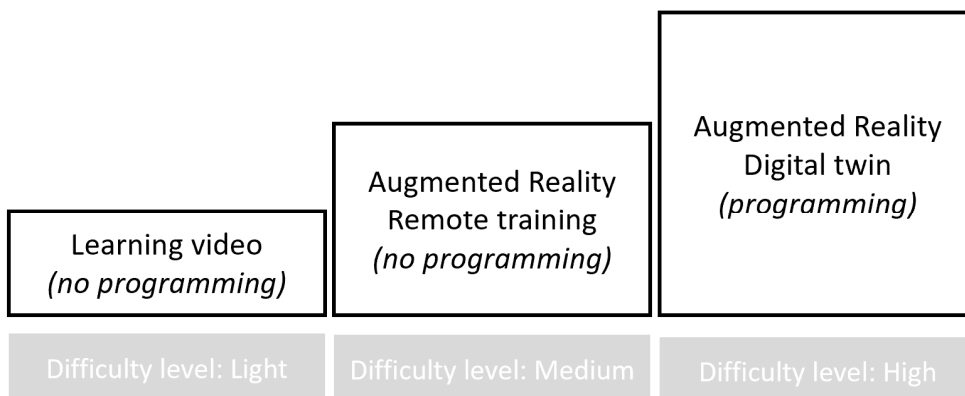 Learning video
(no programming)
Augmented Reality
Remote training
(no programming)
Augmented Reality
Digital twin
(programming)
Difficulty level: Light
Difficulty level: Medium
Difficulty level: High